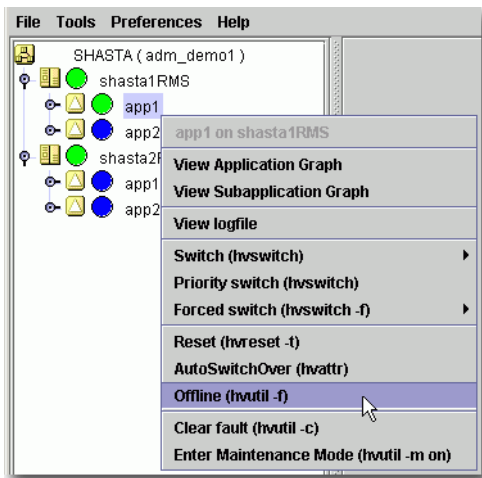 File Tools Preferences Help
SHASTA ( adm_demo1 )
shasta1RMS
app1
app2
shasta2
app1
app2
app1 on shasta1RMS
View Application Graph
View Subapplication Graph
View logfile
Switch (hvswitch)
Priority switch (hvswitch)
Forced switch (hvswitch -f)
Reset (hvreset -t)
AutoSwitchOver (hvattr)
Offline (hvutil -f)
Clear fault (hvutil -c)
Enter Maintenance Mode (hvutil -m on)